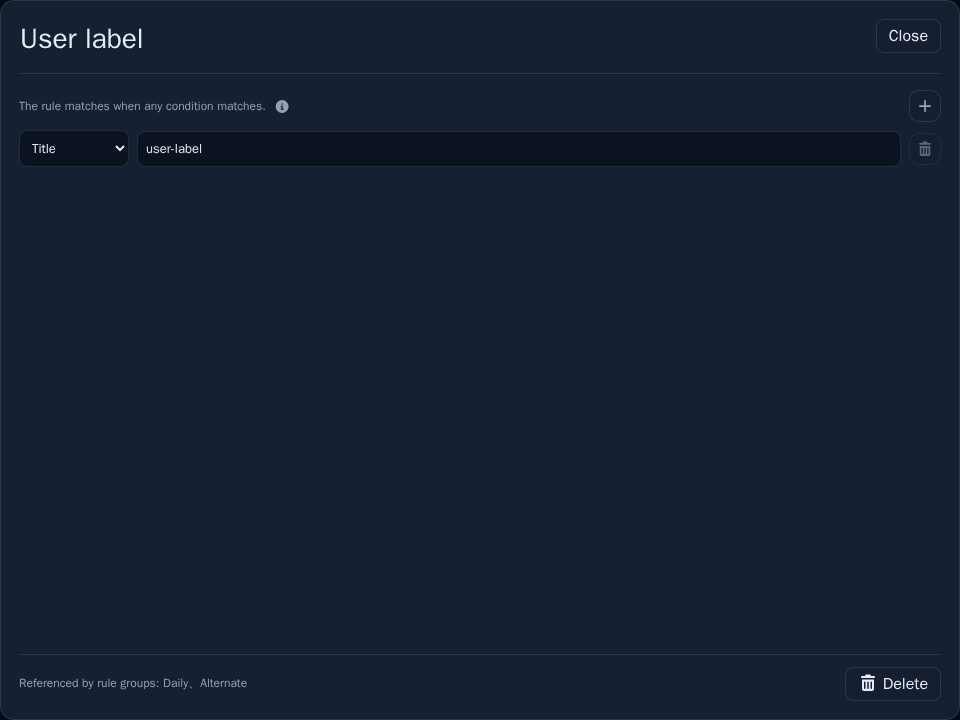 User label
Close
The rule matches when any condition matches.
Title
user-label
Referenced by rule groups: Daily、Alternate
Delete